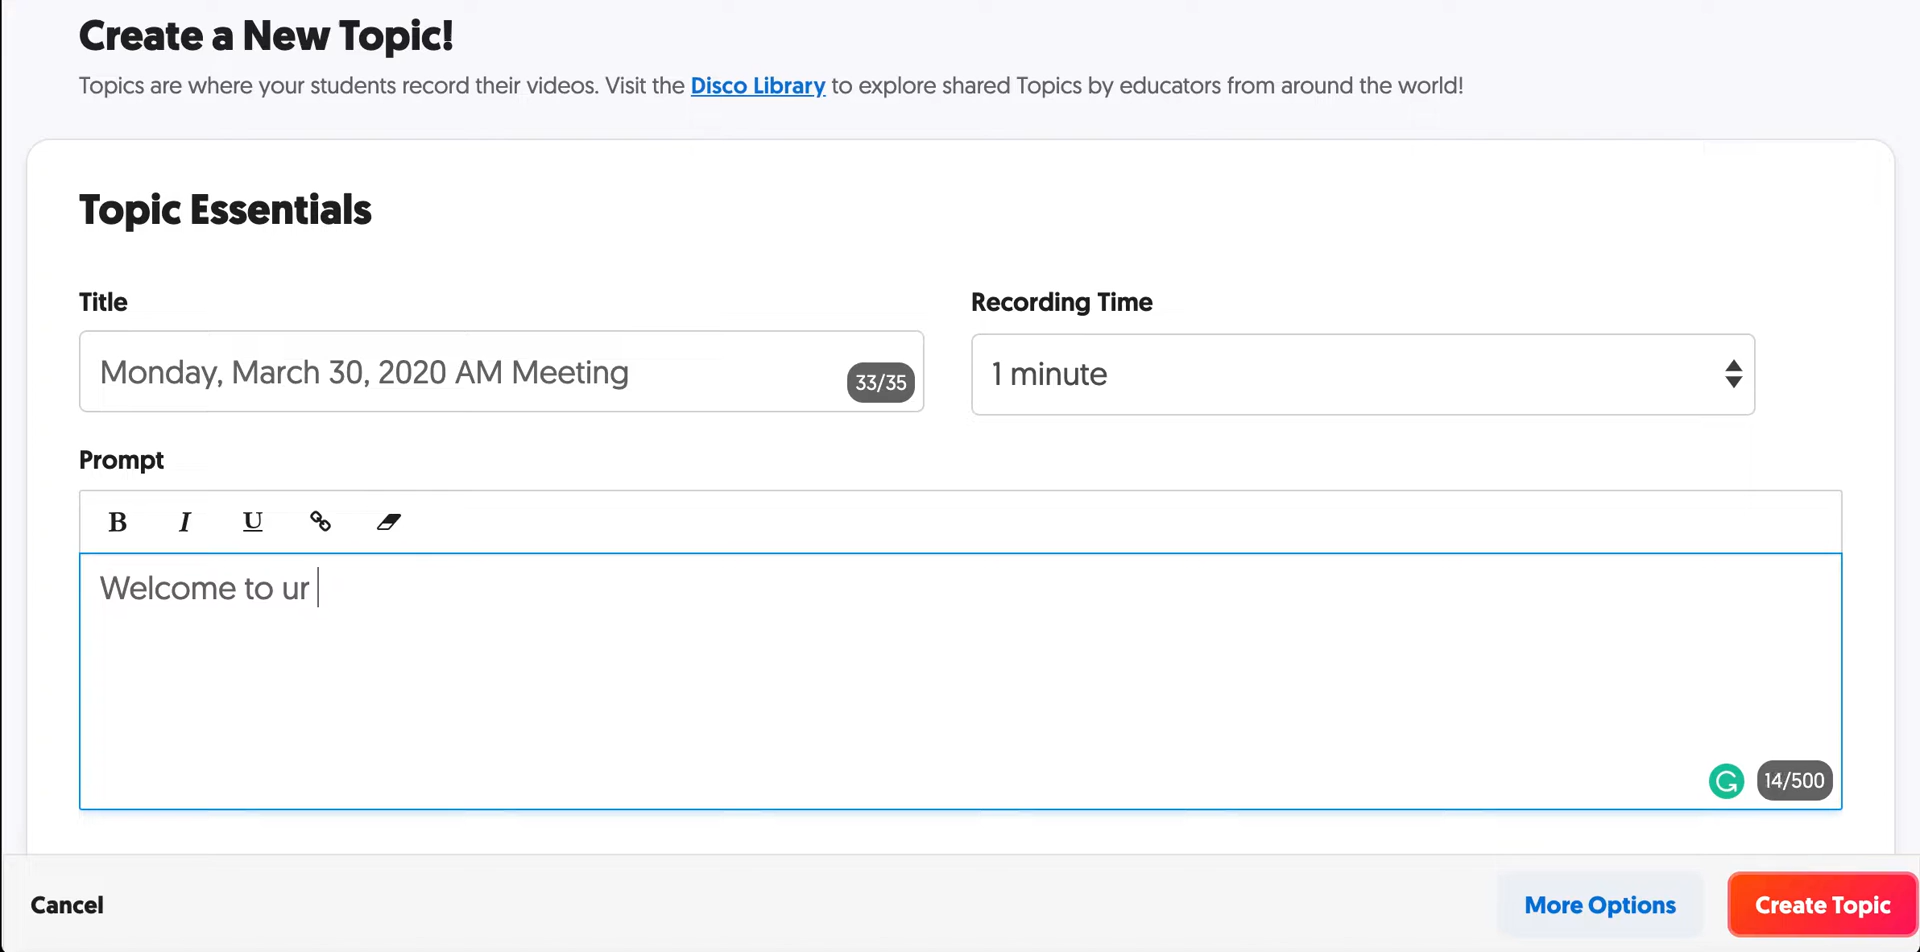 Create a New Topic!
Topics are where your students record their videos. Visit the Disco Library to explore shared Topics by educators from around the world!
Topic Essentials
Title
Recording Time
Monday, March 30, 2020 AM Meeting
33/35
1 minute
Prompt
B I U
Welcome to ur
14/500
Cancel
More Options
Create Topic